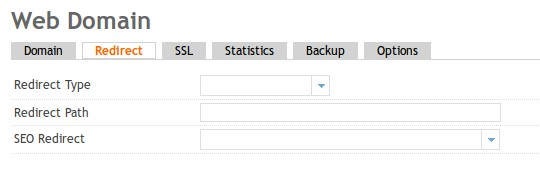 Web Domain
Domain Redirect SSL Statistics Backup Options
Redirect Type
Redirect Path
SEO Redirect